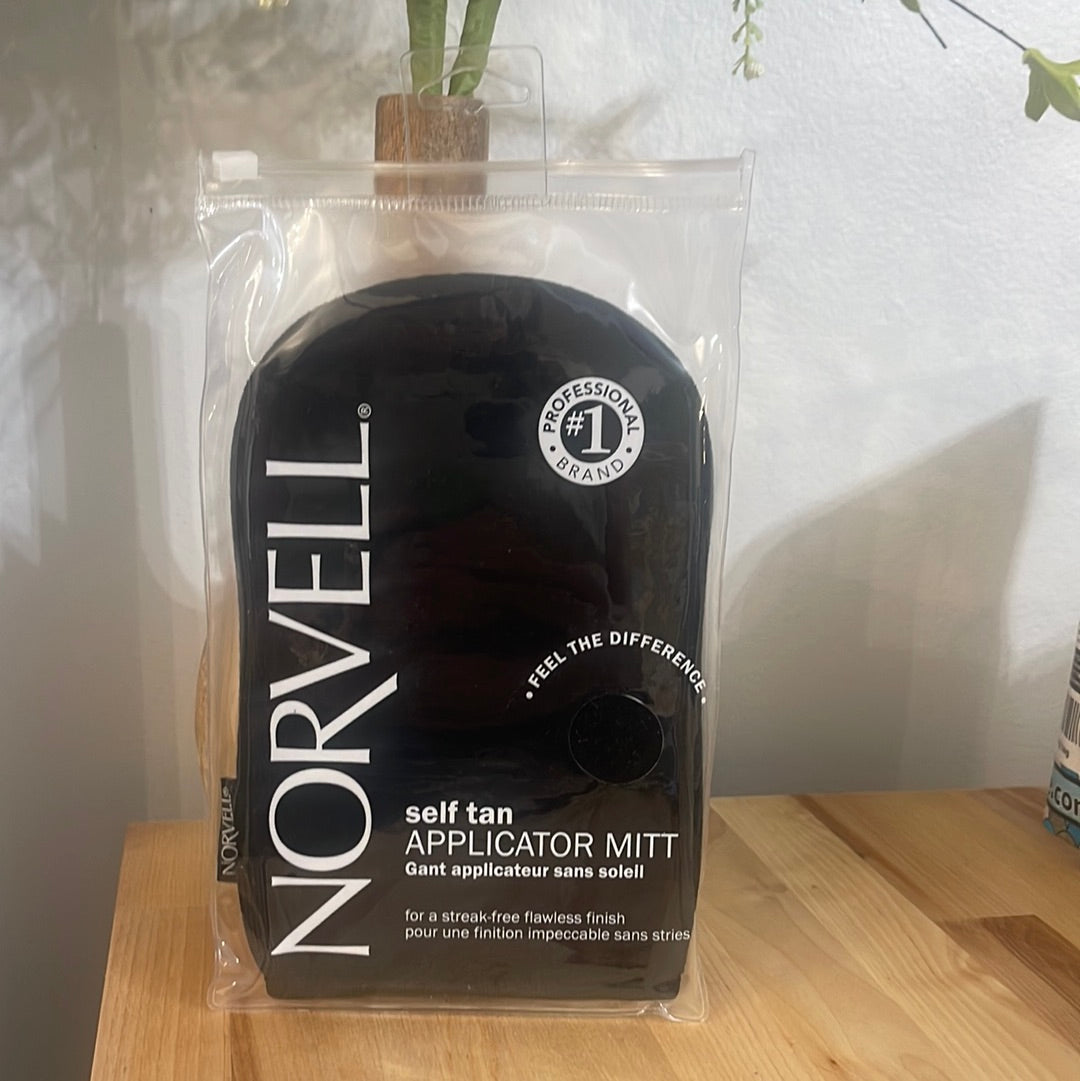 NORVELL®
PROFESSIONAL
#1
BRAND
• FEEL THE DIFFERENCE •
self tan
APPLICATOR MITT
Gant applicateur sans soleil
for a streak-free flawless finish
pour une finition impeccable sans stries
NORVELL®
.co